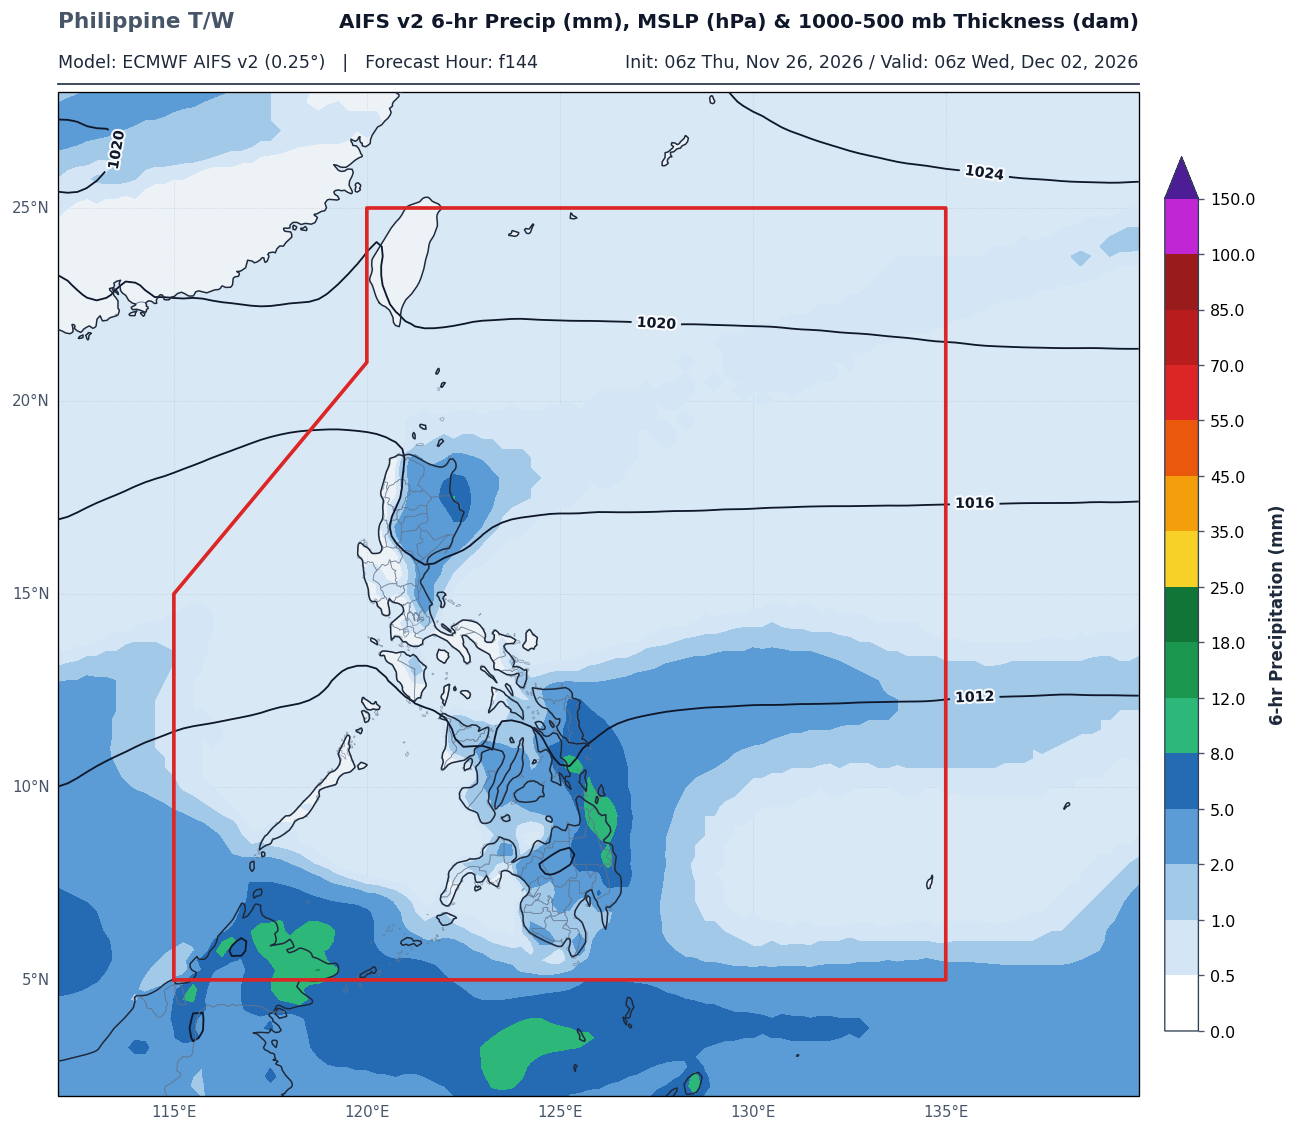 Philippine T/W
AIFS v2 6-hr Precip (mm), MSLP (hPa) & 1000-500 mb Thickness (dam)
Model: ECMWF AIFS v2 (0.25°) | Forecast Hour: f144
Init: 06z Thu, Nov 26, 2026 / Valid: 06z Wed, Dec 02, 2026
1020
1024
25°N
1020
20°N
1016
15°N
1012
10°N
5°N
115°E
120°E
125°E
130°E
135°E
150.0
100.0
85.0
70.0
55.0
45.0
35.0
25.0
18.0
12.0
8.0
5.0
2.0
1.0
0.5
0.0
6-hr Precipitation (mm)